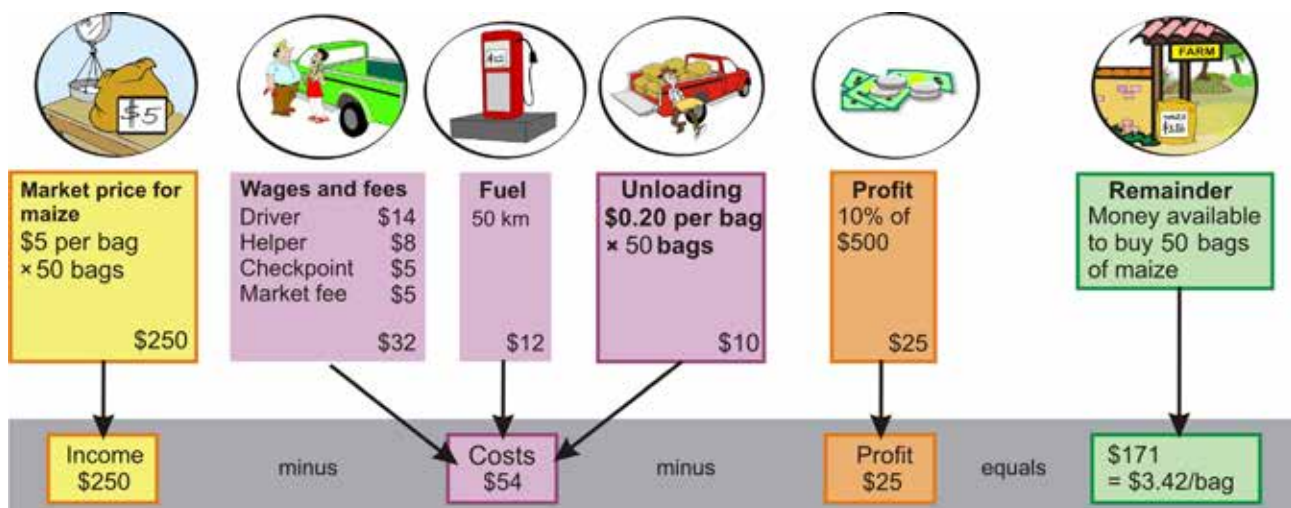 $5
FARM
Market price for
maize
$5 per bag
× 50 bags
$250
Wages and fees
Driver $14
Helper $8
Checkpoint $5
Market fee $5
$32
Fuel
50 km
$12
Unloading
$0.20 per bag
× 50 bags
$10
Profit
10% of
$500
$25
Remainder
Money available
to buy 50 bags
of maize
Income
$250
minus
Costs
$54
minus
Profit
$25
equals
$171
= $3.42/bag